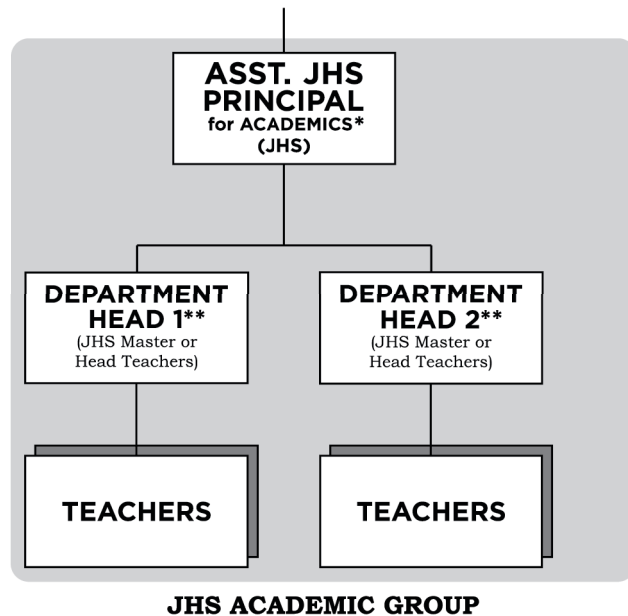 ASST. JHS
PRINCIPAL
for ACADEMICS*
(JHS)
DEPARTMENT
HEAD 1**
(JHS Master or
Head Teachers)
DEPARTMENT
HEAD 2**
(JHS Master or
Head Teachers)
TEACHERS
TEACHERS
JHS ACADEMIC GROUP